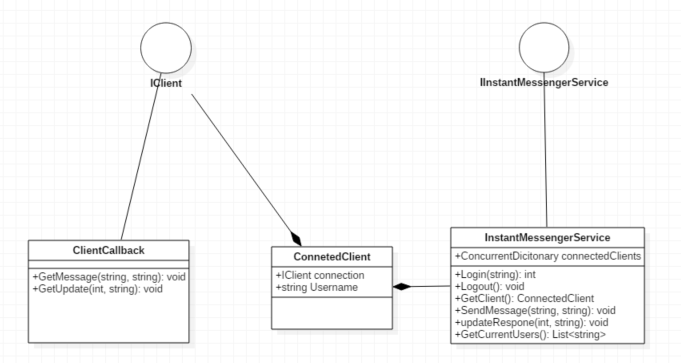 IClient
IInstantMessengerService
ClientCallback
+GetMessage(string, string): void
+GetUpdate(int, string): void
ConnetedClient
+IClient connection
+string Username
InstantMessengerService
+ConcurrentDicitonary connectedClients
+Login(string): int
+Logout(): void
+GetClient(): ConnectedClient
+SendMessage(string, string): void
+updateRespone(int, string): void
+GetCurrentUsers(): List<string>